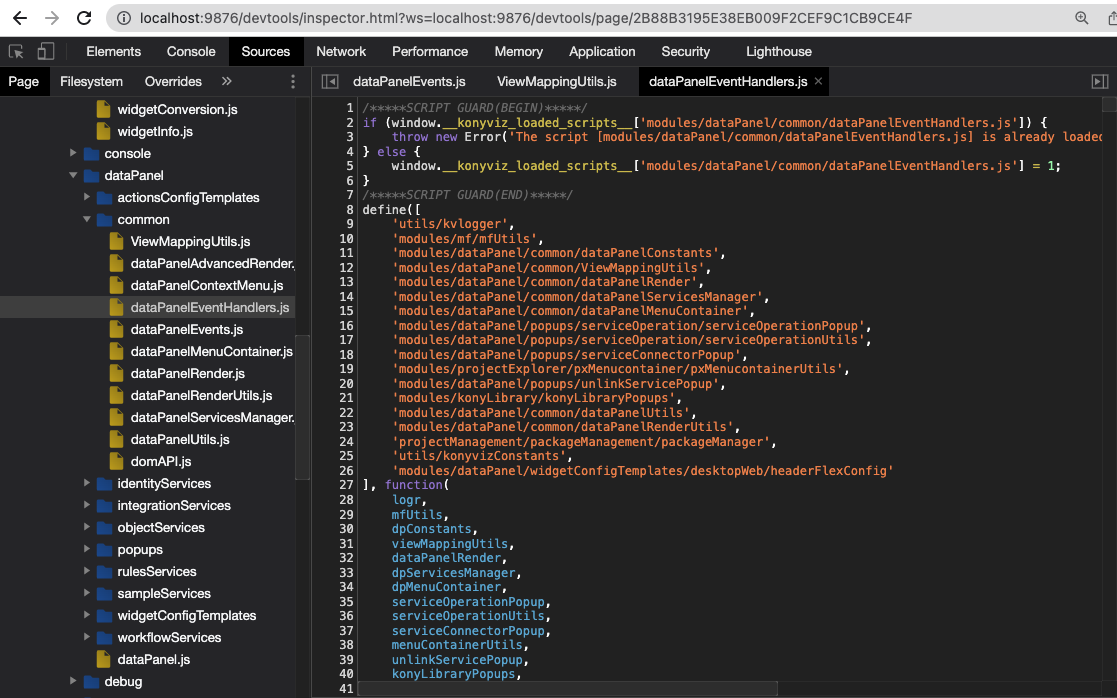 localhost:9876/devtools/inspector.html?ws=localhost:9876/devtools/page/2B88B3195E38EB009F2CEF9C1CB9CE4F
Elements Console Sources Network Performance Memory Application Security Lighthouse
Page Filesystem Overrides »
dataPanelEvents.js ViewMappingUtils.js dataPanelEventHandlers.js ×
widgetConversion.js
widgetInfo.js
console
dataPanel
actionsConfigTemplates
common
ViewMappingUtils.js
dataPanelAdvancedRender.
dataPanelContextMenu.js
dataPanelEventHandlers.js
dataPanelEvents.js
dataPanelMenuContainer.js
dataPanelRender.js
dataPanelRenderUtils.js
dataPanelServicesManager.
dataPanelUtils.js
domAPI.js
identityServices
integrationServices
objectServices
popups
rulesServices
sampleServices
widgetConfigTemplates
workflowServices
dataPanel.js
debug
1 /*****SCRIPT GUARD(BEGIN)*****/
2 if (window.__konyviz_loaded_scripts__['modules/dataPanel/common/dataPanelEventHandlers.js']) {
3     throw new Error('The script [modules/dataPanel/common/dataPanelEventHandlers.js] is already loaded
4 } else {
5     window.__konyviz_loaded_scripts__['modules/dataPanel/common/dataPanelEventHandlers.js'] = 1;
6 }
7 /*****SCRIPT GUARD(END)*****/
8 define([
9     'utils/kvlogger',
10     'modules/mf/mfUtils',
11     'modules/dataPanel/common/dataPanelConstants',
12     'modules/dataPanel/common/ViewMappingUtils',
13     'modules/dataPanel/common/dataPanelRender',
14     'modules/dataPanel/common/dataPanelServicesManager',
15     'modules/dataPanel/common/dataPanelMenuContainer',
16     'modules/dataPanel/popups/serviceOperation/serviceOperationPopup',
17     'modules/dataPanel/popups/serviceOperation/serviceOperationUtils',
18     'modules/dataPanel/popups/serviceConnectorPopup',
19     'modules/projectExplorer/pxMenucontainer/pxMenucontainerUtils',
20     'modules/dataPanel/popups/unlinkServicePopup',
21     'modules/konyLibrary/konyLibraryPopups',
22     'modules/dataPanel/common/dataPanelUtils',
23     'modules/dataPanel/common/dataPanelRenderUtils',
24     'projectManagement/packageManagement/packageManager',
25     'utils/konyvizConstants',
26     'modules/dataPanel/widgetConfigTemplates/desktopWeb/headerFlexConfig'
27 ], function(
28     logr,
29     mfUtils,
30     dpConstants,
31     viewMappingUtils,
32     dataPanelRender,
33     dpServicesManager,
34     dpMenuContainer,
35     serviceOperationPopup,
36     serviceOperationUtils,
37     serviceConnectorPopup,
38     menuContainerUtils,
39     unlinkServicePopup,
40     konyLibraryPopups,
41